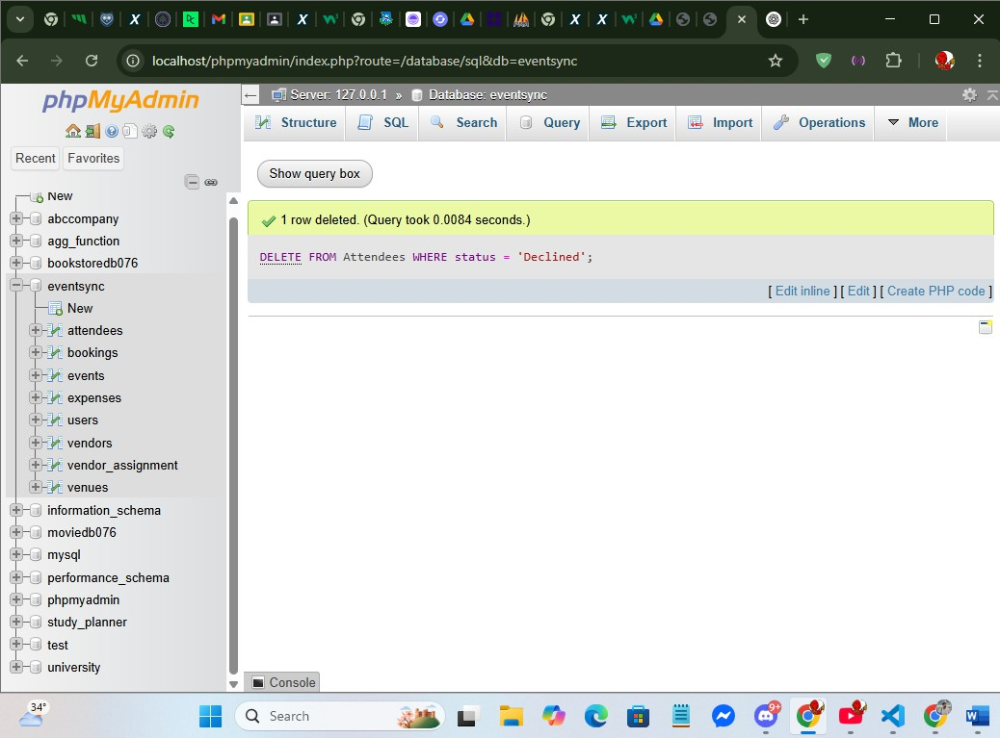 localhost/phpmyadmin/index.php?route=/database/sql&db=eventsync
phpMyAdmin
Recent Favorites
New
abccompany
agg_function
bookstoredb076
eventsync
New
attendees
bookings
events
expenses
users
vendors
vendor_assignment
venues
information_schema
moviedb076
mysql
performance_schema
phpmyadmin
study_planner
test
university
Server: 127.0.0.1 » Database: eventsync
Structure SQL Search Query Export Import Operations More
Show query box
1 row deleted. (Query took 0.0084 seconds.)
DELETE FROM Attendees WHERE status = 'Declined';
[ Edit inline ] [ Edit ] [ Create PHP code ]
Console
34°
Search
9+